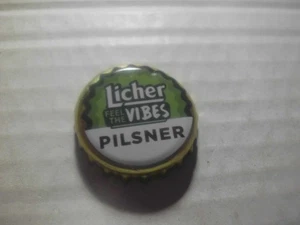 Licher
FEEL
THE VIBES
PILSNER